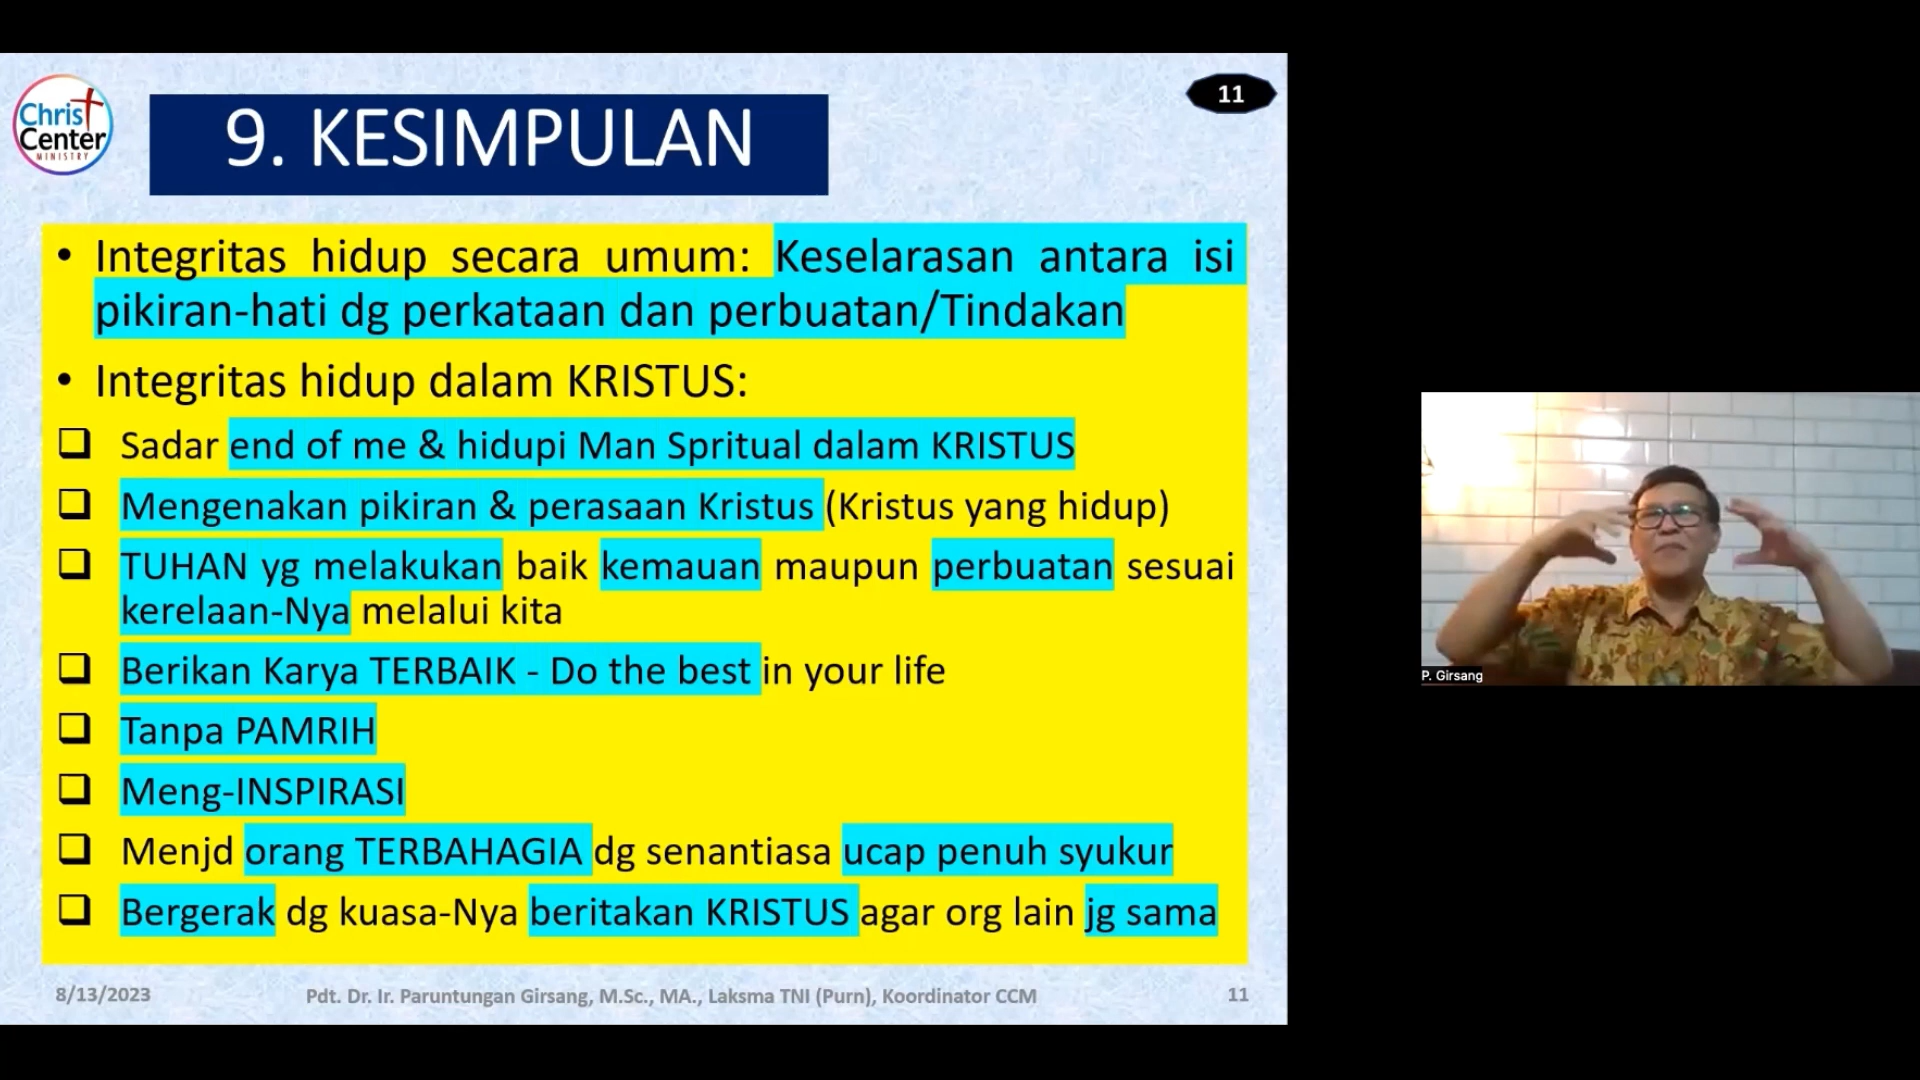 Christ
Center
MINISTRY
9. KESIMPULAN
11
• Integritas hidup secara umum: Keselarasan antara isi
pikiran-hati dg perkataan dan perbuatan/Tindakan
• Integritas hidup dalam KRISTUS:
❑ Sadar end of me & hidupi Man Spritual dalam KRISTUS
❑ Mengenakan pikiran & perasaan Kristus (Kristus yang hidup)
❑ TUHAN yg melakukan baik kemauan maupun perbuatan sesuai
kerelaan-Nya melalui kita
❑ Berikan Karya TERBAIK - Do the best in your life
❑ Tanpa PAMRIH
❑ Meng-INSPIRASI
❑ Menjd orang TERBAHAGIA dg senantiasa ucap penuh syukur
❑ Bergerak dg kuasa-Nya beritakan KRISTUS agar org lain jg sama
8/13/2023
Pdt. Dr. Ir. Paruntungan Girsang, M.Sc., MA., Laksma TNI (Purn), Koordinator CCM
11
P. Girsang